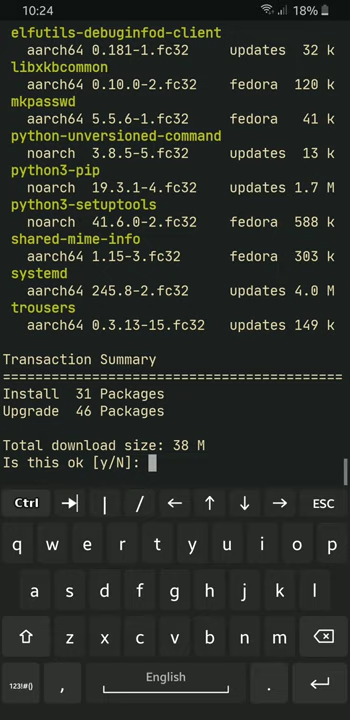 10:24 18%
elfutils-debuginfod-client
aarch64 0.181-1.fc32 updates 32 k
libxkbcommon
aarch64 0.10.0-2.fc32 fedora 120 k
mkpasswd
aarch64 5.5.6-1.fc32 fedora 41 k
python-unversioned-command
noarch 3.8.5-5.fc32 updates 13 k
python3-pip
noarch 19.3.1-4.fc32 updates 1.7 M
python3-setuptools
noarch 41.6.0-2.fc32 fedora 588 k
shared-mime-info
aarch64 1.15-3.fc32 fedora 303 k
systemd
aarch64 245.8-2.fc32 updates 4.0 M
trousers
aarch64 0.3.13-15.fc32 updates 149 k
Transaction Summary
================================================
Install 31 Packages
Upgrade 46 Packages
Total download size: 38 M
Is this ok [y/N]:
Ctrl | / ← ↑ ↓ → ESC
q w e r t y u i o p
a s d f g h j k l
z x c v b n m
123!#() , English .